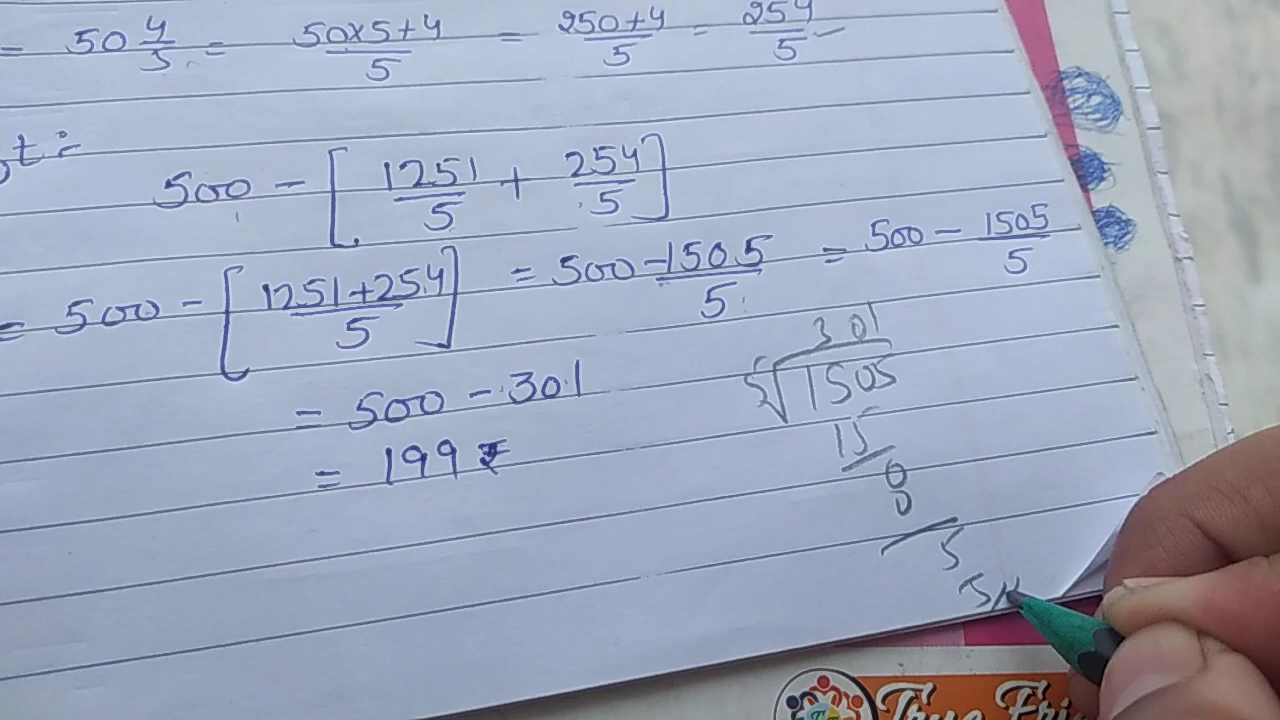 = 50 4/5 = 50×5+4/5 = 250+4/5 = 254/5
500 - [1251/5 + 254/5]
= 500 - [1251+254/5] = 500 - 1505/5 = 500 - 1505/5
= 500 - 301
= 199 ₹
301
5√1505
15
0
0
5
5
True